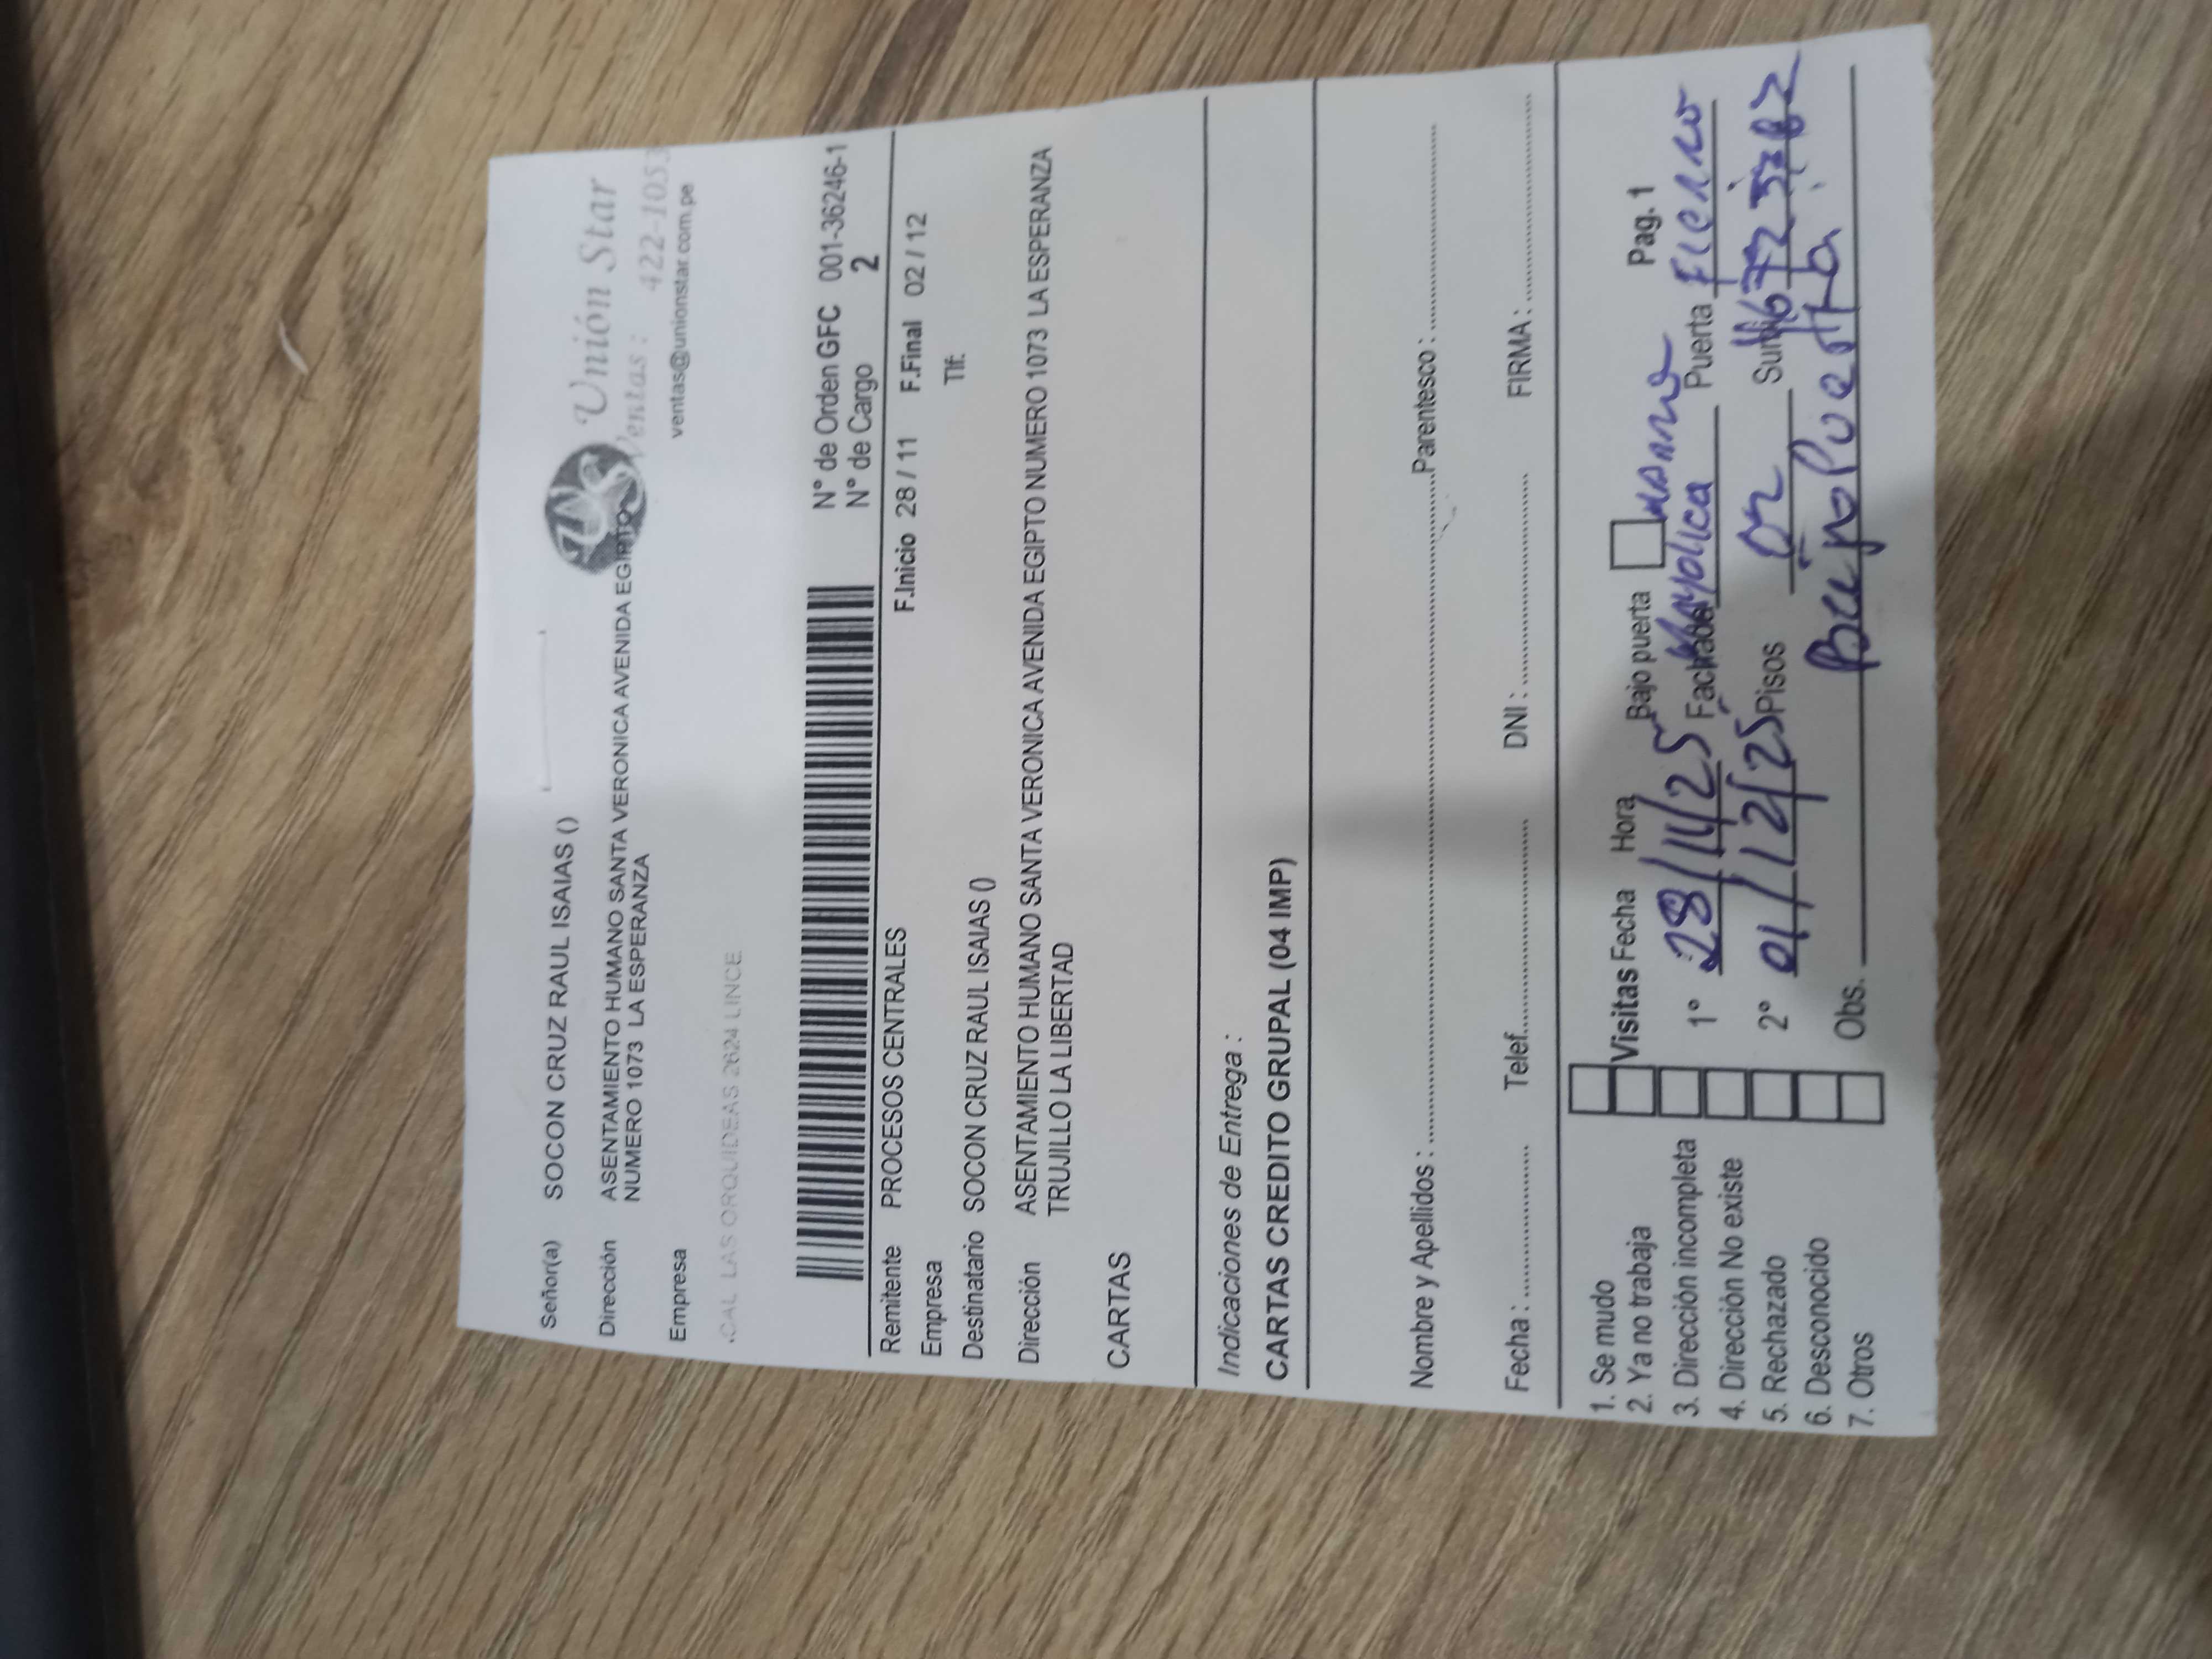 Señor(a) SOCON CRUZ RAUL ISAIAS ()
Unión Star
Dirección ASENTAMIENTO HUMANO SANTA VERONICA AVENIDA EGIPTO
NUMERO 1073 LA ESPERANZA
Ventas : 422-1053
Empresa
ventas@unionstar.com.pe
.CAL LAS ORQUIDEAS 2624 LINCE
N° de Orden GFC 001-36246-1
N° de Cargo 2
Remitente PROCESOS CENTRALES
F.Inicio 28 / 11 F.Final 02 / 12
Empresa
Tlf:
Destinatario SOCON CRUZ RAUL ISAIAS ()
Dirección ASENTAMIENTO HUMANO SANTA VERONICA AVENIDA EGIPTO NUMERO 1073 LA ESPERANZA
TRUJILLO LA LIBERTAD
CARTAS
Indicaciones de Entrega :
CARTAS CREDITO GRUPAL (04 IMP)
Nombre y Apellidos : Parentesco :
Fecha : Telef. DNI : FIRMA :
1. Se mudo
2. Ya no trabaja Visitas Fecha Hora Bajo puerta Pag. 1
3. Dirección incompleta 1° 28/11/25 Fachada Mayolica Puerta Fierro
4. Dirección No existe
5. Rechazado 2° 01/12/25 Pisos 02
6. Desconocido
7. Otros Obs. Bajo Puerta